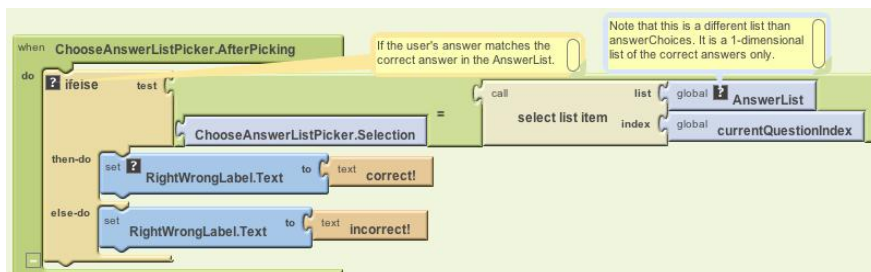 when ChooseAnswerListPicker.AfterPicking
If the user's answer matches the
correct answer in the AnswerList.
Note that this is a different list than
answerChoices. It is a 1-dimensional
list of the correct answers only.
do ? ifelse test
ChooseAnswerListPicker.Selection
=
call select list item
list global ? AnswerList
index global currentQuestionIndex
then-do set ? RightWrongLabel.Text to text correct!
else-do set RightWrongLabel.Text to text incorrect!